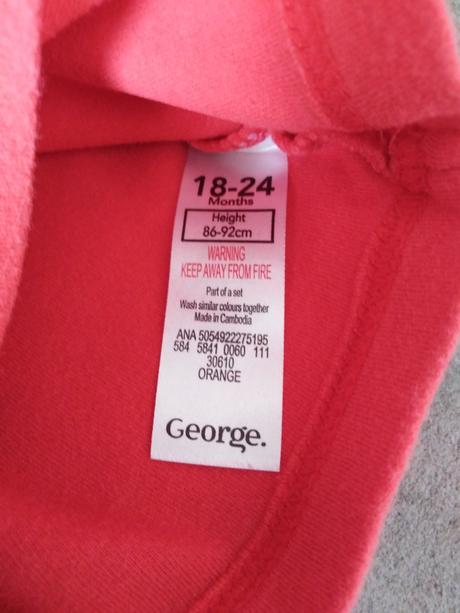 18-24
Months
Height
86-92cm
WARNING
KEEP AWAY FROM FIRE
Part of a set
Wash similar colours together
Made in Cambodia
ANA 5054922275195
584 5841 0060 111
30610
ORANGE
George.